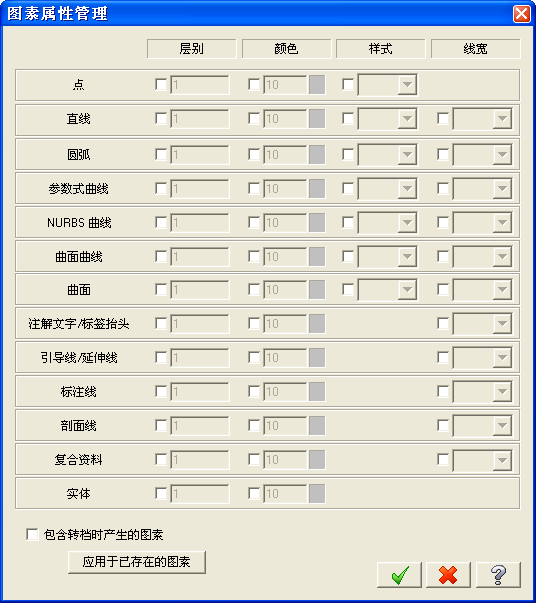 图素属性管理
层别 颜色 样式 线宽
点 1 10
直线 1 10
圆弧 1 10
参数式曲线 1 10
NURBS 曲线 1 10
曲面曲线 1 10
曲面 1 10
注解文字/标签抬头 1 10
引导线/延伸线 1 10
标注线 1 10
剖面线 1 10
复合资料 1 10
实体 1 10
包含转档时产生的图素
应用于已存在的图素
?